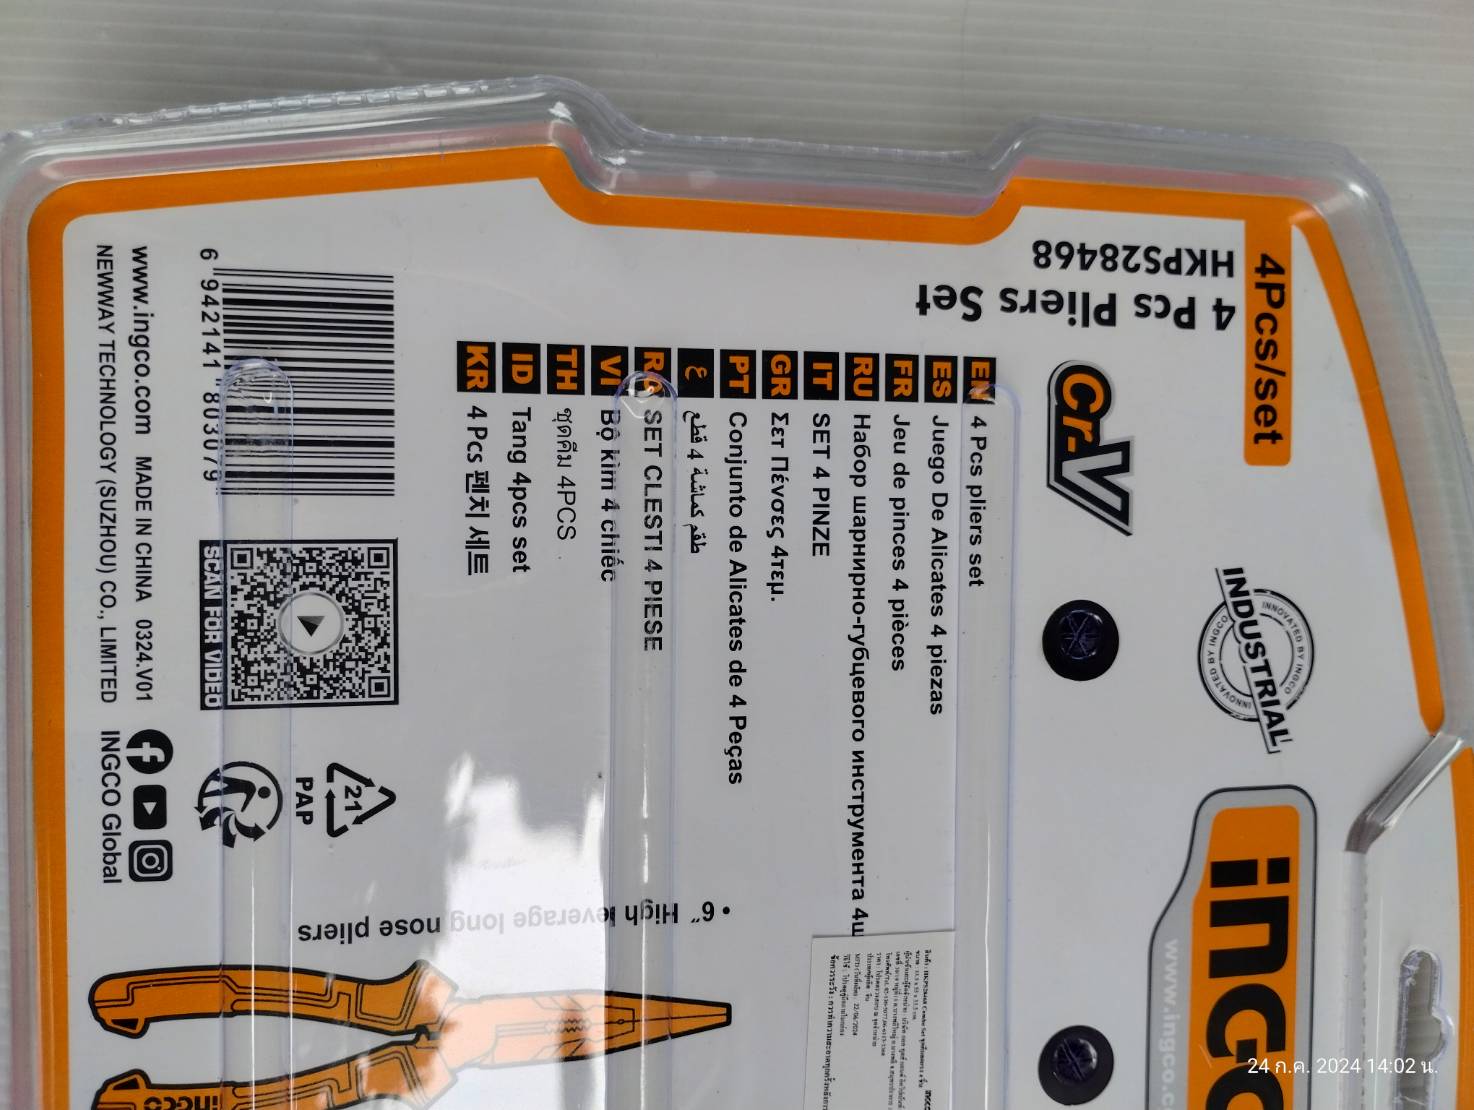 4Pcs/set
4 Pcs Pliers Set
HKPS28468
Cr-V
INDUSTRIAL
INNOVATED BY INGCO
INNOVATED BY INGCO
INGCO
www.ingco.c
EN 4 Pcs pliers set
ES Juego De Alicates 4 piezas
FR Jeu de pinces 4 pièces
RU Набор шарнирно-губцевого инструмента 4ш
IT SET 4 PINZE
GR Σετ Πένσες 4τεμ.
PT Conjunto de Alicates de 4 Peças
ع طقم كماشة 4 قطع
RO SET CLESTI 4 PIESE
VI Bộ kìm 4 chiếc
TH ชุดคีม 4PCS
ID Tang 4pcs set
KR 4 Pcs 펜치 세트
6 942141 803079
SCAN FOR VIDEO
21
PAP
www.ingco.com MADE IN CHINA 0324.V01
NEWWAY TECHNOLOGY (SUZHOU) CO., LIMITED
INGCO Global
• 6" High leverage long nose pliers
INGCO
24 ก.ค. 2024 14:02 น.